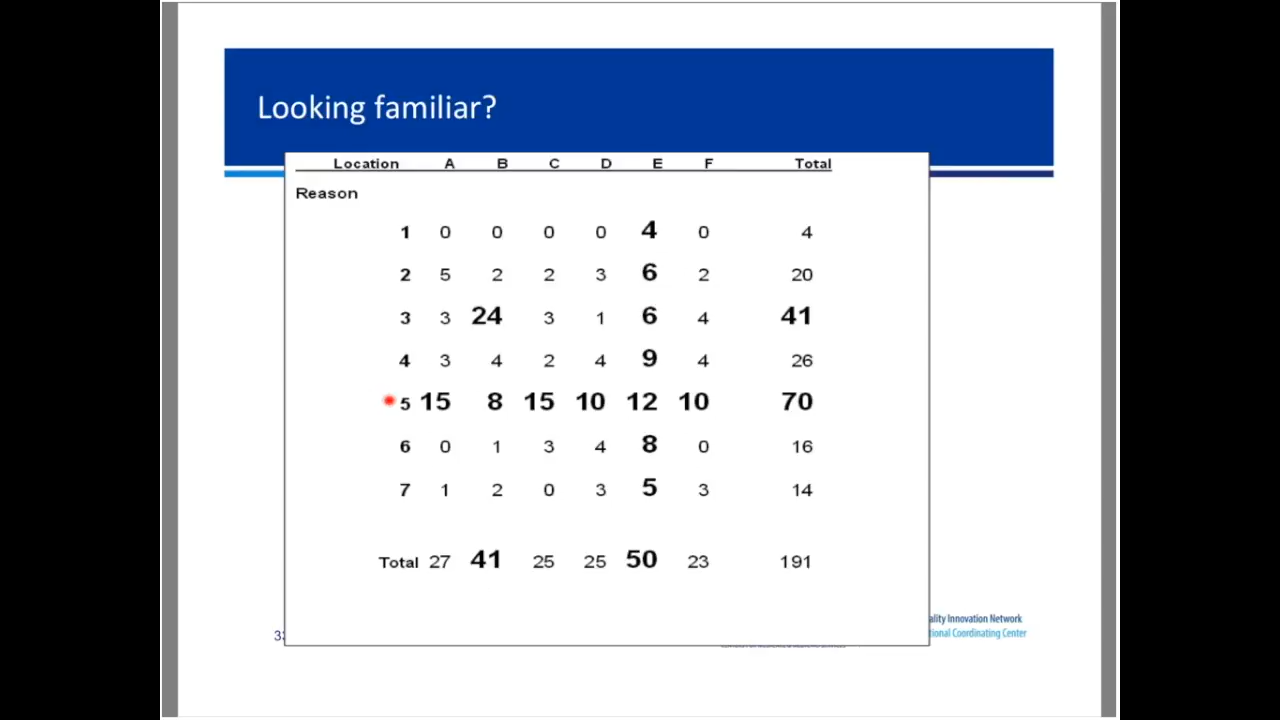 Looking familiar?
Location A B C D E F Total
Reason
1 0 0 0 0 4 0 4
2 5 2 2 3 6 2 20
3 3 24 3 1 6 4 41
4 3 4 2 4 9 4 26
5 15 8 15 10 12 10 70
6 0 1 3 4 8 0 16
7 1 2 0 3 5 3 14
Total 27 41 25 25 50 23 191
ality Innovation Network
tional Coordinating Center